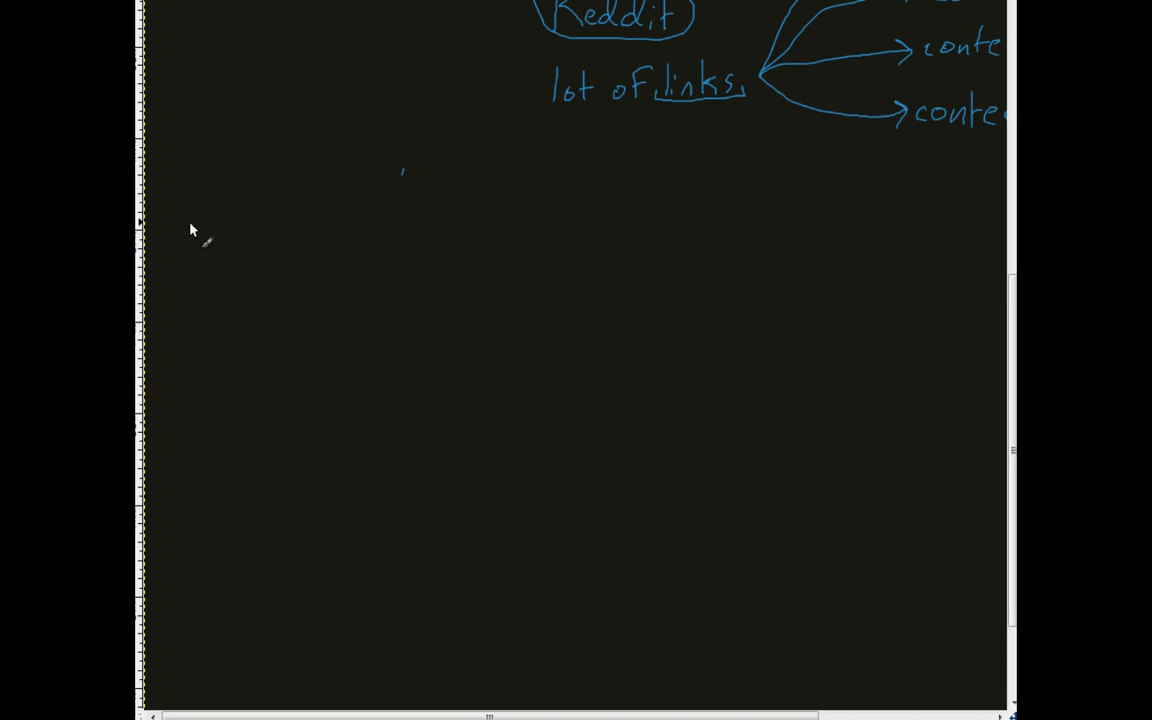 Reddit
conte
lot of links.
conte